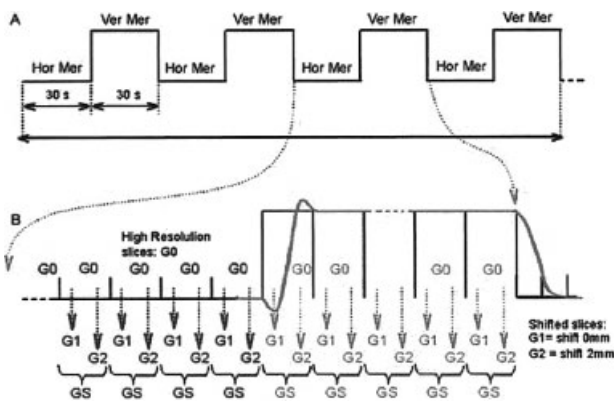 A
Ver Mer Ver Mer Ver Mer Ver Mer
Hor Mer Hor Mer Hor Mer Hor Mer
30 s 30 s
B
High Resolution
slices: G0
G0 G0 G0 G0 G0 G0 G0 G0 G0
G1 G1 G1 G1 G1 G1 G1 G1 G1
G2 G2 G2 G2 G2 G2 G2 G2 G2
GS GS GS GS GS GS GS GS GS
Shifted slices:
G1= shift 0mm
G2 = shift 2mm